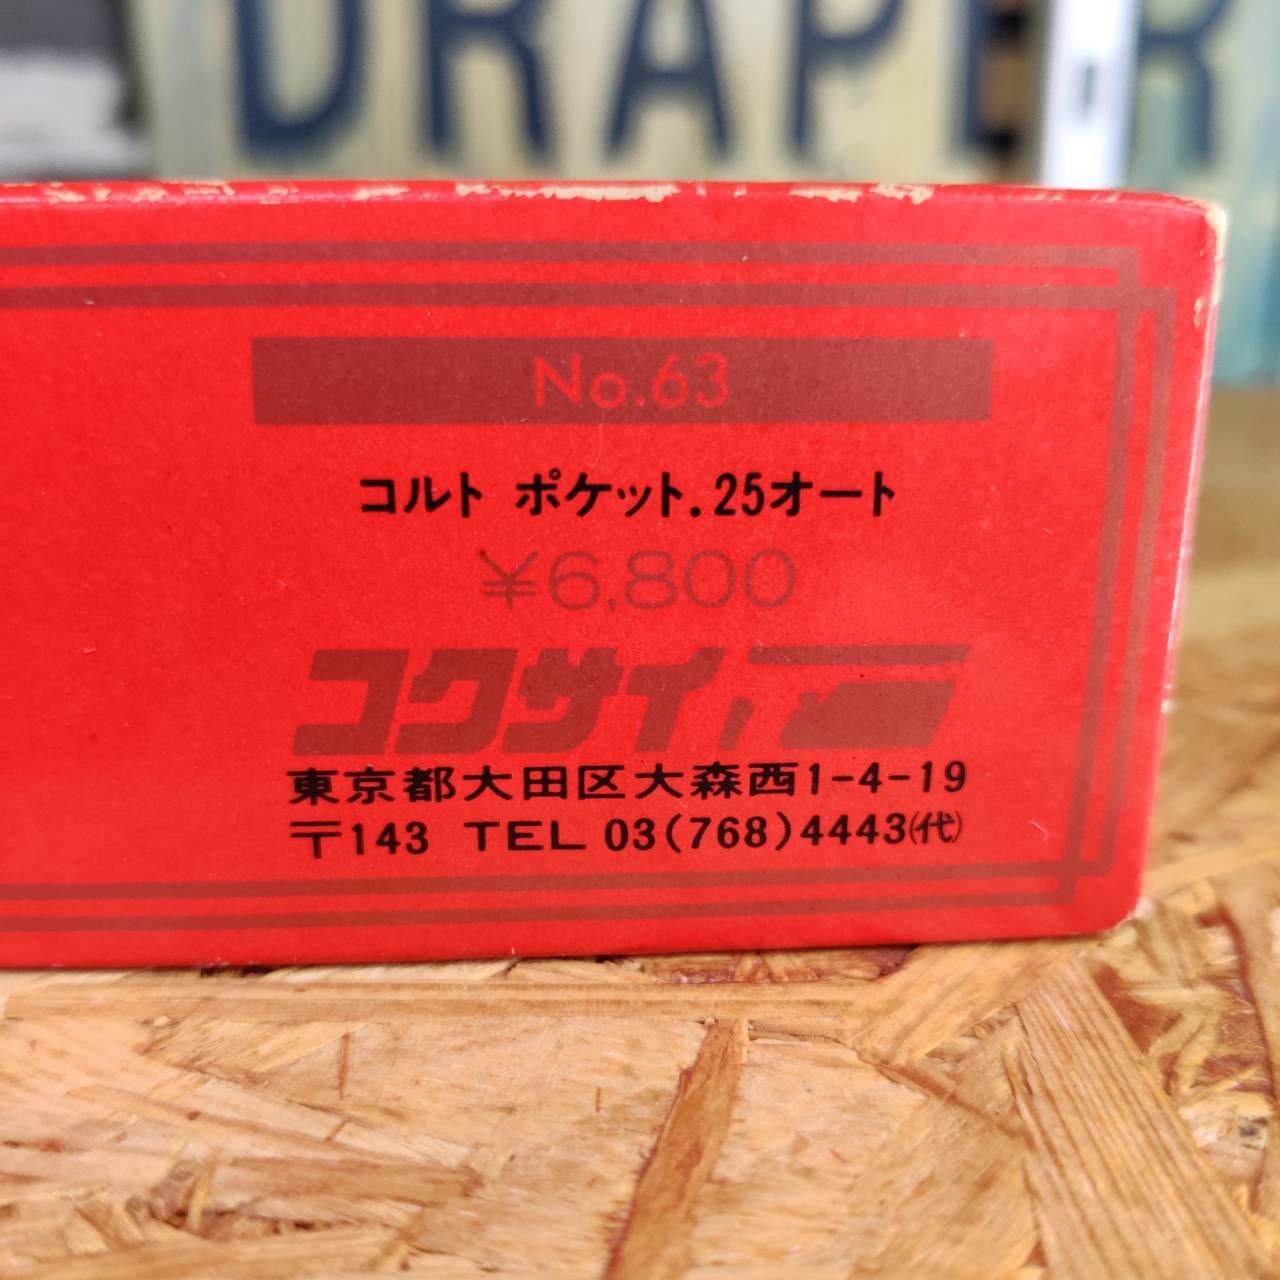 DRAPER
No.63
コルト ポケット.25オート
¥6,800
コクサイ
東京都大田区大森西1-4-19
〒143 TEL 03(768)4443㈹